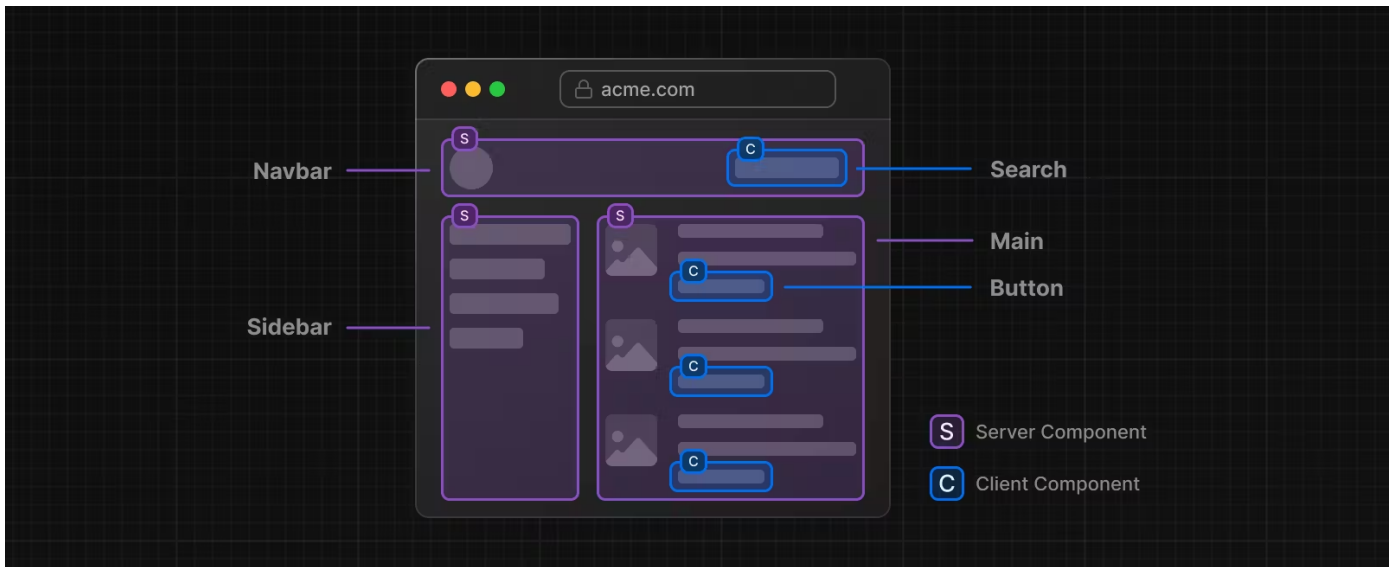 acme.com
S
C
Navbar
Search
S
S
Main
C
Button
Sidebar
C
C
S Server Component
C Client Component